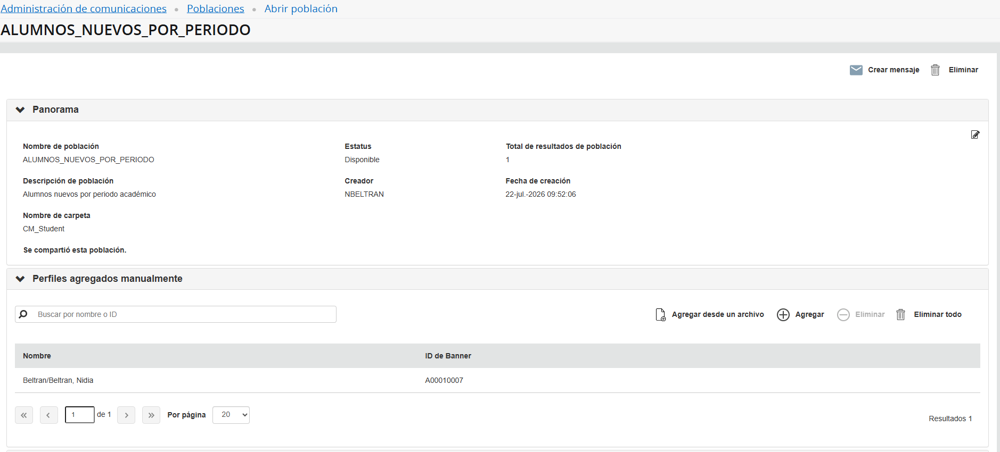 Administración de comunicaciones • Poblaciones • Abrir población
ALUMNOS_NUEVOS_POR_PERIODO
Crear mensaje Eliminar
Panorama
Nombre de población Estatus Total de resultados de población
ALUMNOS_NUEVOS_POR_PERIODO Disponible 1
Descripción de población Creador Fecha de creación
Alumnos nuevos por periodo académico NBELTRAN 22-jul.-2026 09:52:06
Nombre de carpeta
CM_Student
Se compartió esta población.
Perfiles agregados manualmente
Buscar por nombre o ID Agregar desde un archivo Agregar Eliminar Eliminar todo
Nombre ID de Banner
Beltran/Beltran, Nidia A00010007
« ‹ 1 de 1 › » Por página 20
Resultados 1